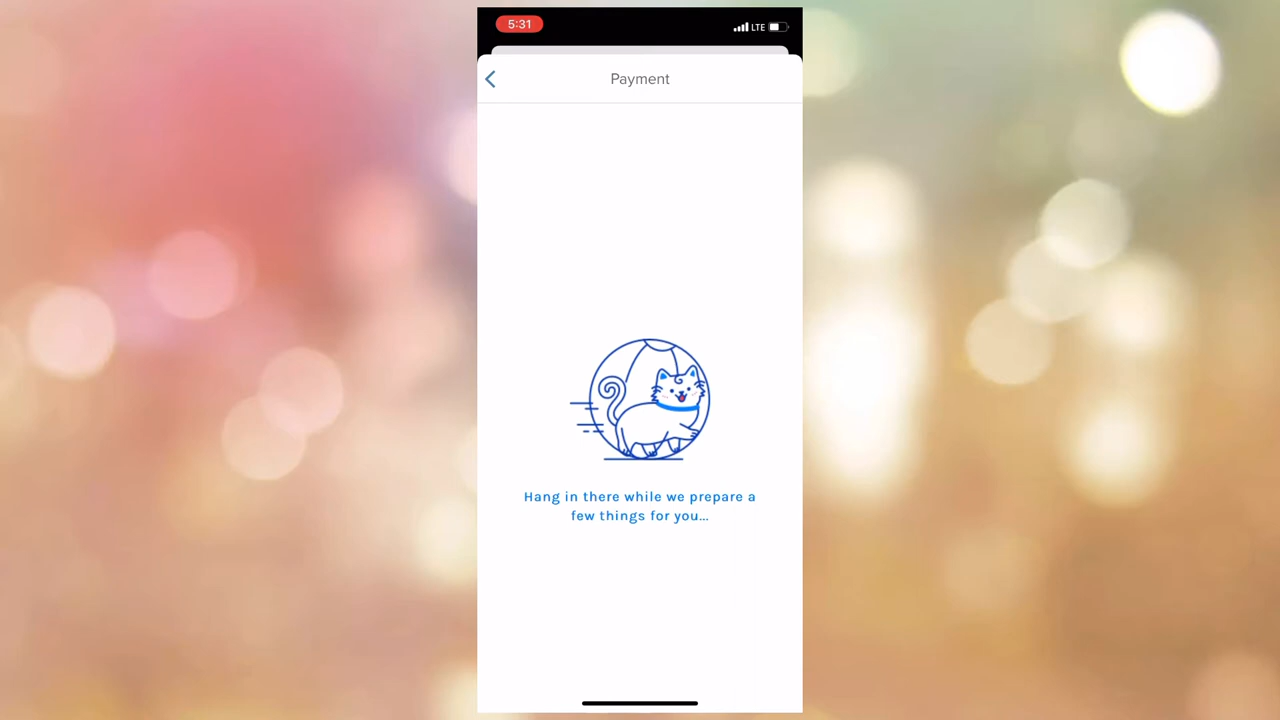 5:31
LTE
Payment
Hang in there while we prepare a
few things for you...